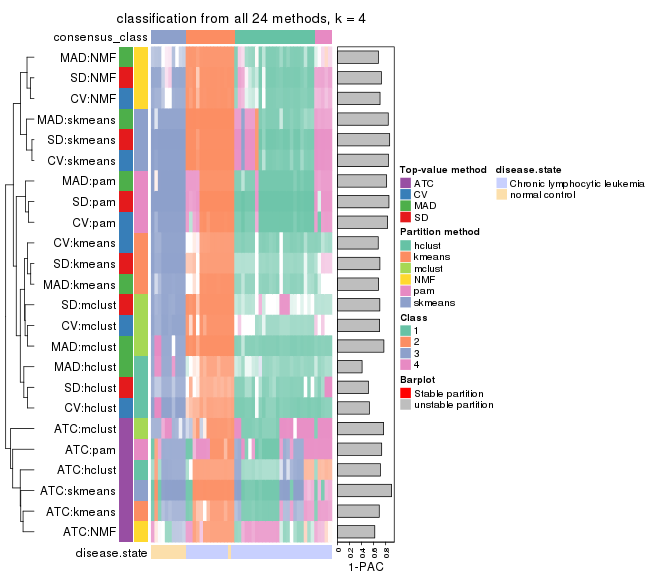 classification from all 24 methods, k = 4
consensus_class
MAD:NMF
SD:NMF
CV:NMF
MAD:skmeans
SD:skmeans
CV:skmeans
MAD:pam
SD:pam
CV:pam
CV:kmeans
SD:kmeans
MAD:kmeans
SD:mclust
CV:mclust
MAD:mclust
MAD:hclust
SD:hclust
CV:hclust
ATC:mclust
ATC:pam
ATC:hclust
ATC:skmeans
ATC:kmeans
ATC:NMF
disease.state
0 0.2 0.4 0.6 0.8
1-PAC
Top-value method
ATC
CV
MAD
SD
Partition method
hclust
kmeans
mclust
NMF
pam
skmeans
Class
1
2
3
4
Barplot
Stable partition
unstable partition
disease.state
Chronic lymphocytic leukemia
normal control